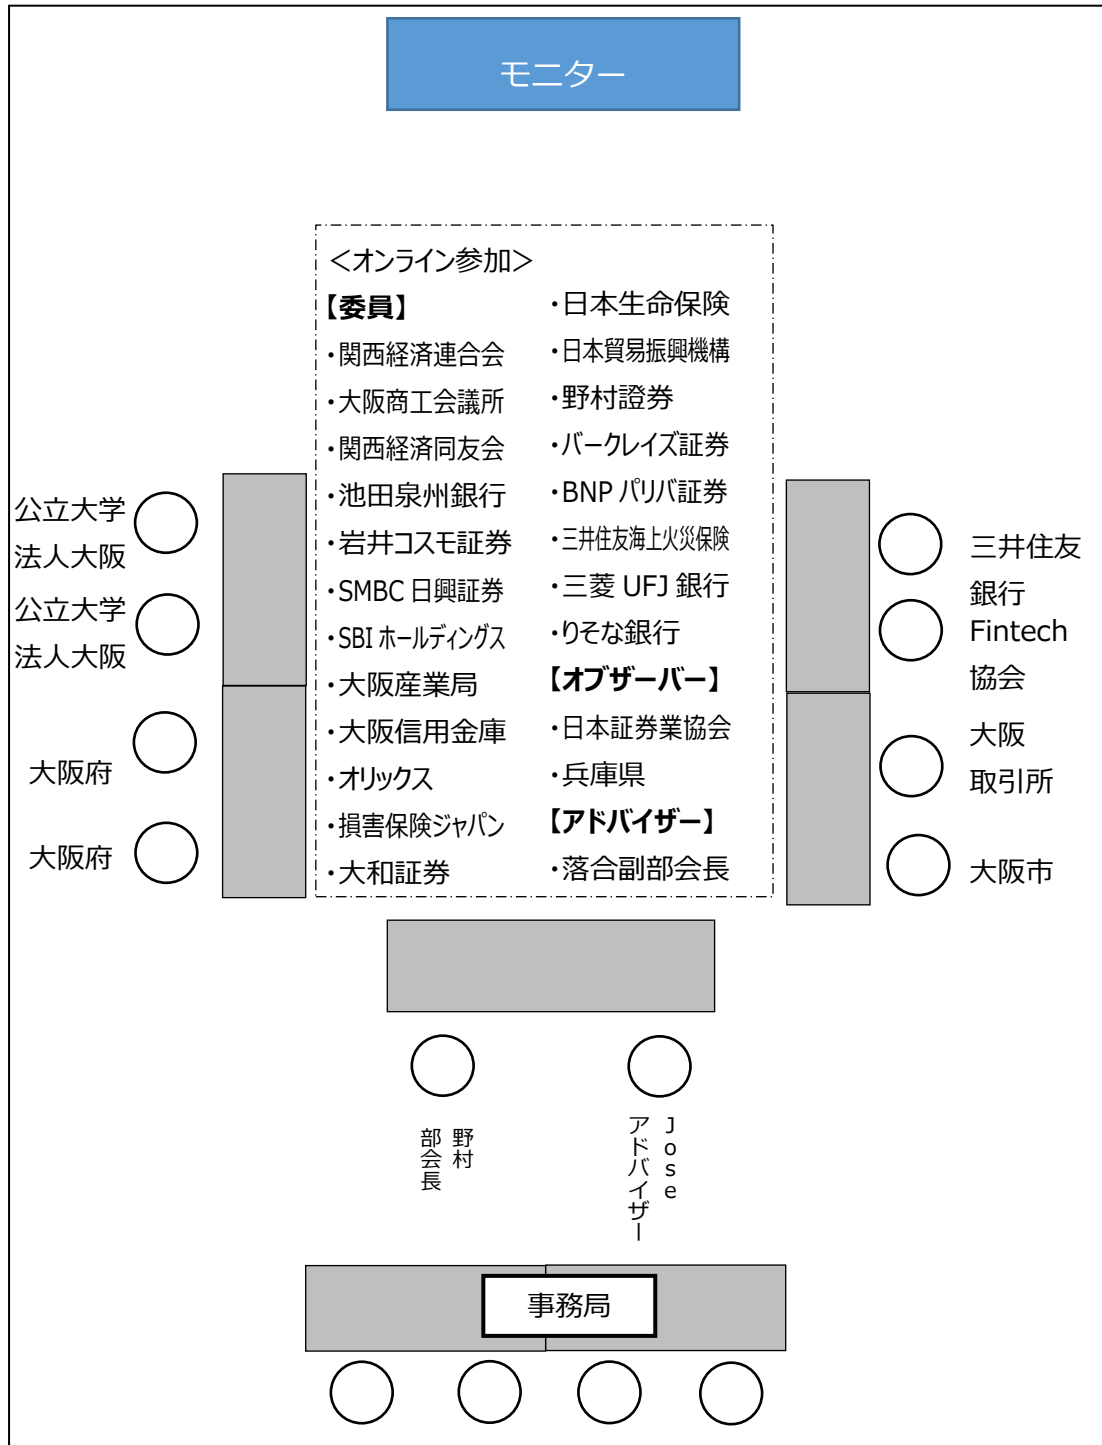 モニター
<オンライン参加>
【委員】
・関西経済連合会
・大阪商工会議所
・関西経済同友会
・池田泉州銀行
・岩井コスモ証券
・SMBC 日興証券
・SBI ホールディングス
・大阪産業局
・大阪信用金庫
・オリックス
・損害保険ジャパン
・大和証券
・日本生命保険
・日本貿易振興機構
・野村證券
・バークレイズ証券
・BNP パリバ証券
・三井住友海上火災保険
・三菱 UFJ 銀行
・りそな銀行
【オブザーバー】
・日本証券業協会
・兵庫県
【アドバイザー】
・落合副部会長
公立大学
法人大阪
公立大学
法人大阪
大阪府
大阪府
三井住友
銀行
Fintech
協会
大阪
取引所
大阪市
野村
部会長
Jose
アドバイザー
事務局